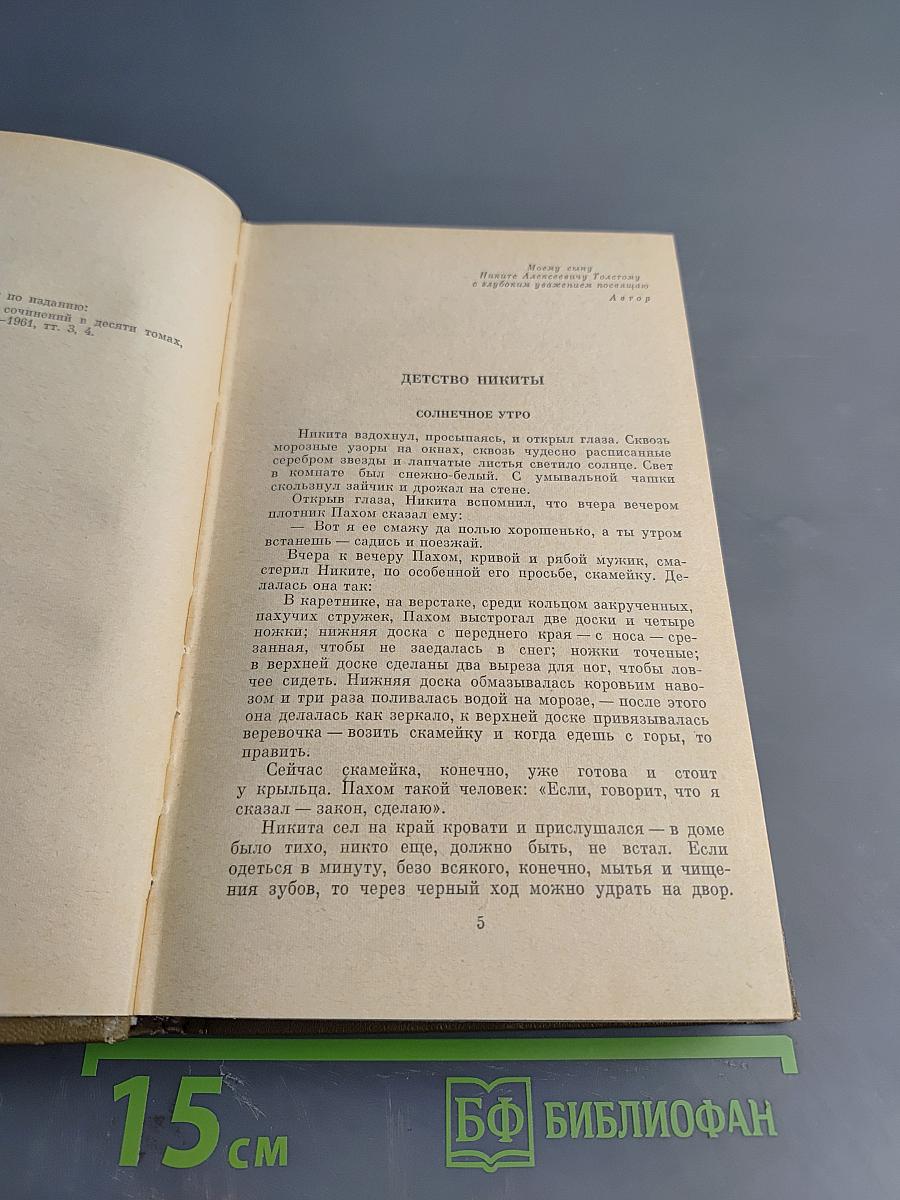 по изданию:
сочинений в десяти томах,
–1961, тт. 3, 4.
Моему сыну
Никите Алексеевичу Толстому
с глубоким уважением посвящаю
Автор
ДЕТСТВО НИКИТЫ
СОЛНЕЧНОЕ УТРО
Никита вздохнул, просыпаясь, и открыл глаза. Сквозь
морозные узоры на окнах, сквозь чудесно расписанные
серебром звезды и лапчатые листья светило солнце. Свет
в комнате был снежно-белый. С умывальной чашки
скользнул зайчик и дрожал на стене.
Открыв глаза, Никита вспомнил, что вчера вечером
плотник Пахом сказал ему:
— Вот я ее смажу да полью хорошенько, а ты утром
встанешь — садись и поезжай.
Вчера к вечеру Пахом, кривой и рябой мужик, сма-
стерил Никите, по особенной его просьбе, скамейку. Де-
лалась она так:
В каретнике, на верстаке, среди кольцом закрученных,
пахучих стружек, Пахом выстрогал две доски и четыре
ножки; нижняя доска с переднего края — с носа — сре-
занная, чтобы не заедалась в снег; ножки точеные;
в верхней доске сделаны два выреза для ног, чтобы лов-
чее сидеть. Нижняя доска обмазывалась коровьим наво-
зом и три раза поливалась водой на морозе, — после этого
она делалась как зеркало, к верхней доске привязывалась
веревочка — возить скамейку и когда едешь с горы, то
править.
Сейчас скамейка, конечно, уже готова и стоит
у крыльца. Пахом такой человек: «Если, говорит, что я
сказал — закон, сделаю».
Никита сел на край кровати и прислушался — в доме
было тихо, никто еще, должно быть, не встал. Если
одеться в минуту, безо всякого, конечно, мытья и чище-
ния зубов, то через черный ход можно удрать на двор.
5
15 см
БФ БИБЛИОФАН